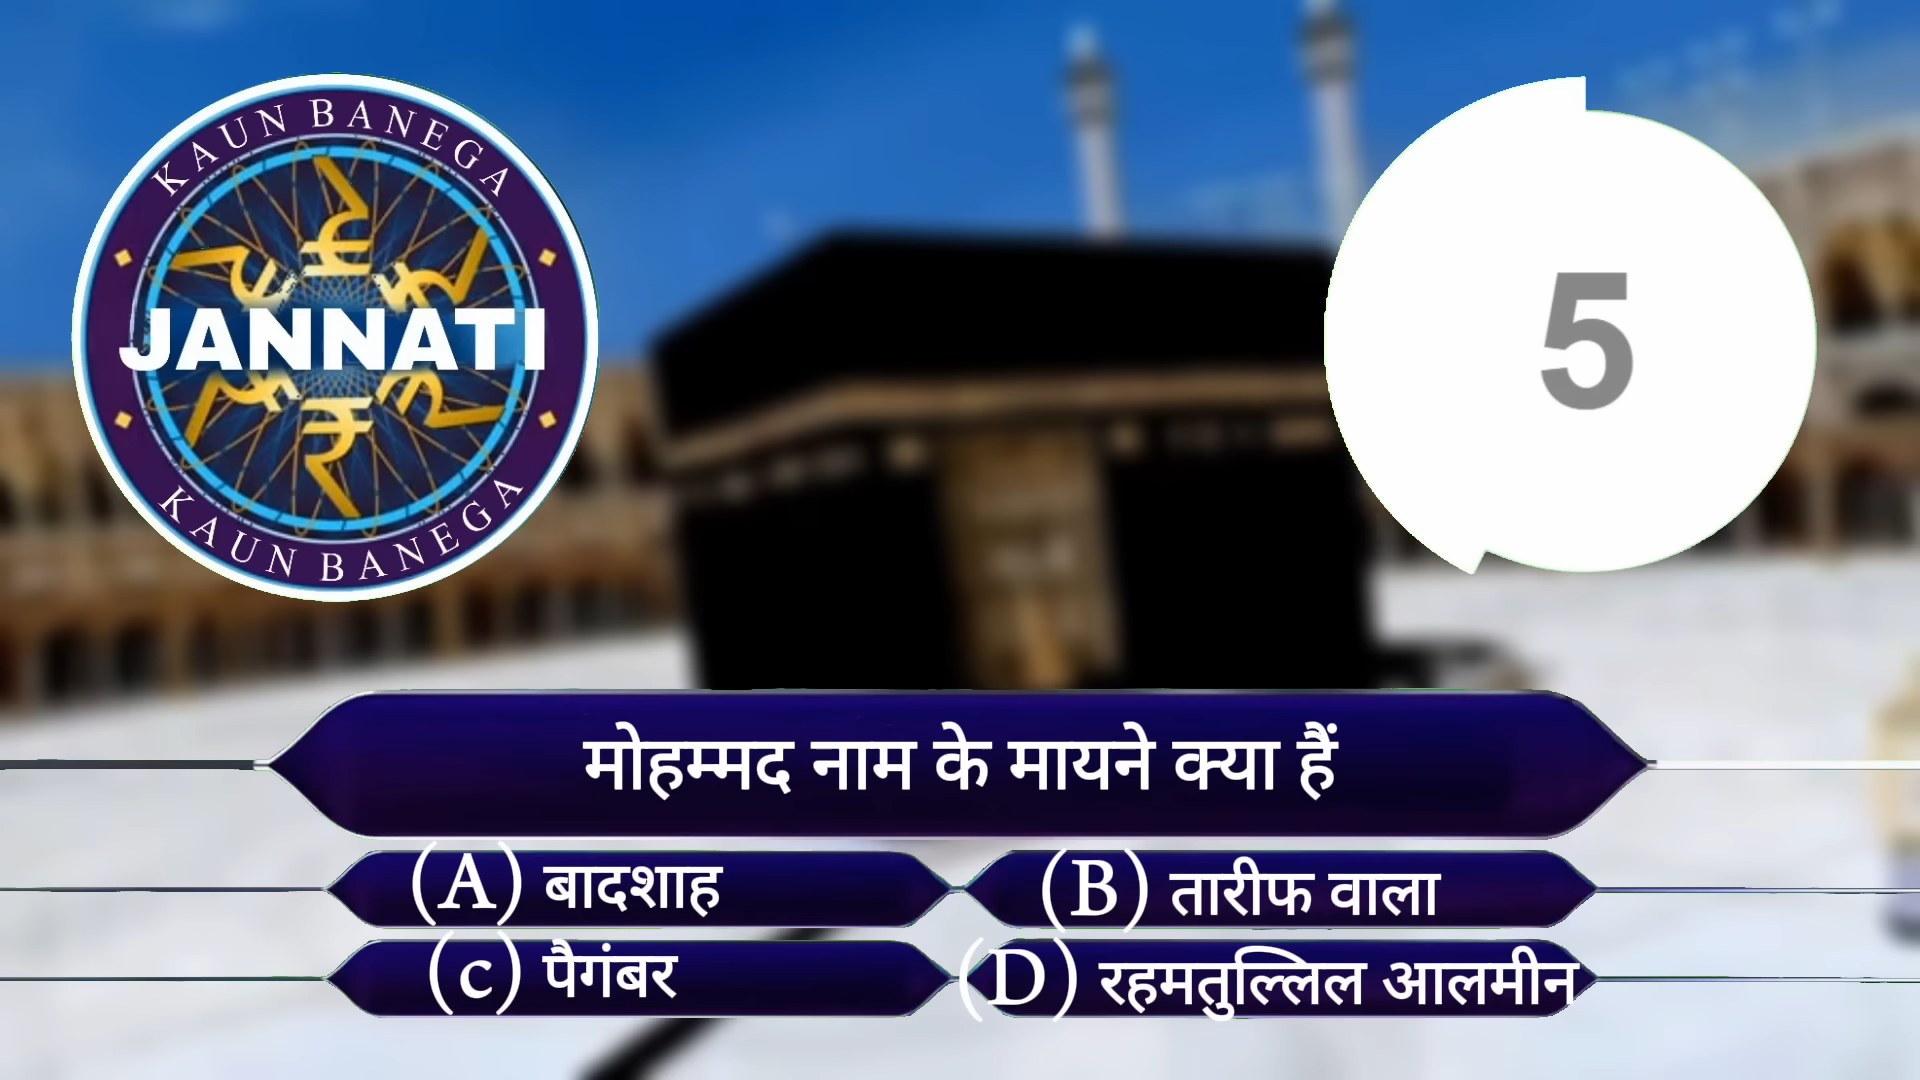 KAUN BANEGA
JANNATI
KAUN BANEGA
5
मोहम्मद नाम के मायने क्या हैं
(A) बादशाह
(B) तारीफ वाला
(c) पैगंबर
(D) रहमतुल्लिल आलमीन